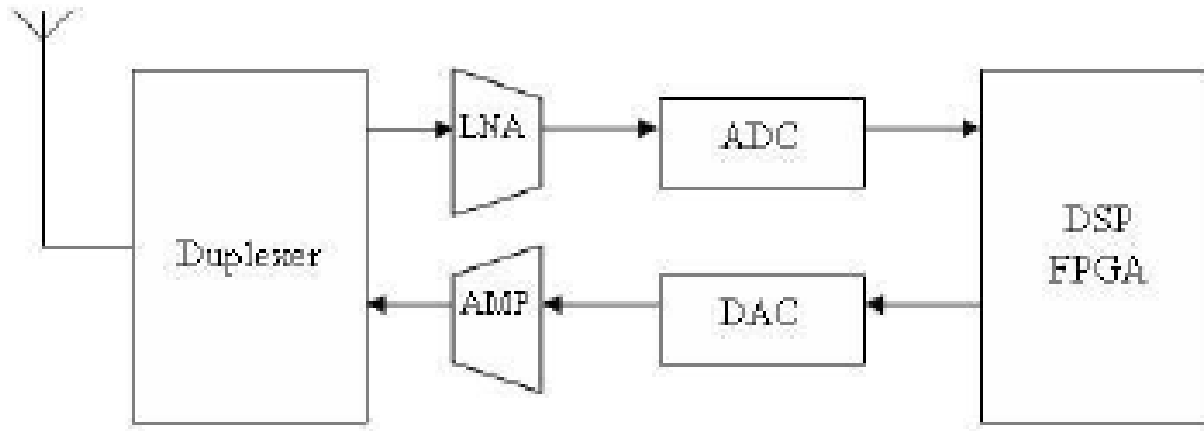 LNA
ADC
Duplexer
DSP
FPGA
AMP
DAC